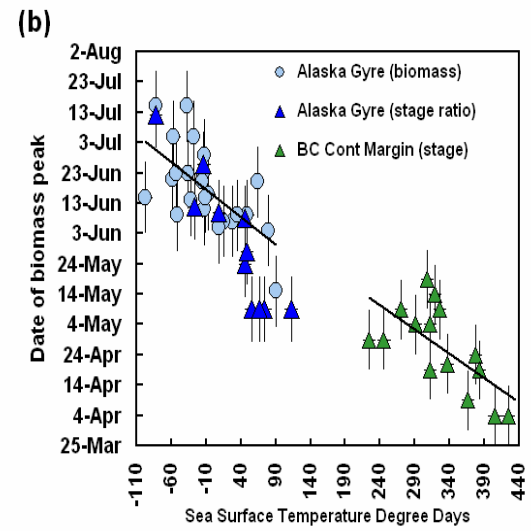 (b)
2-Aug
23-Jul
13-Jul
3-Jul
23-Jun
13-Jun
3-Jun
24-May
14-May
4-May
24-Apr
14-Apr
4-Apr
25-Mar
Date of biomass peak
Alaska Gyre (biomass)
Alaska Gyre (stage ratio)
BC Cont Margin (stage)
-110 -60 -10 40 90 140 190 240 290 340 390 440
Sea Surface Temperature Degree Days